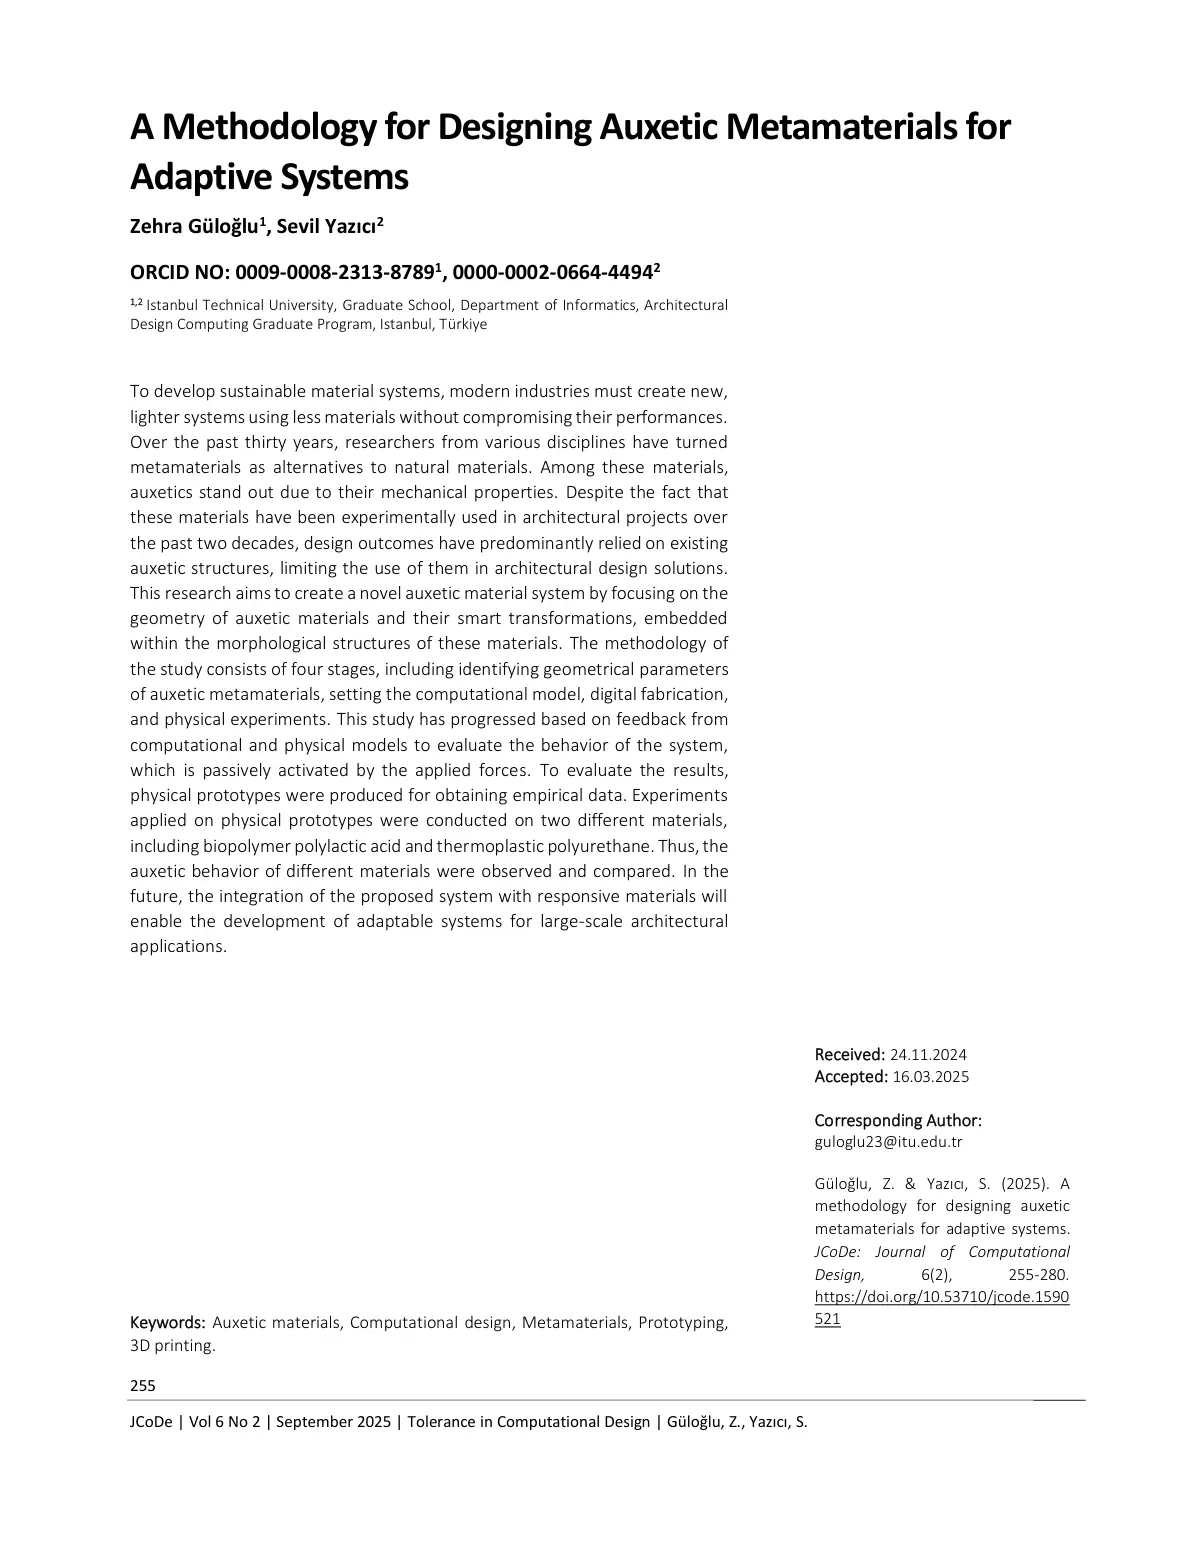 A Methodology for Designing Auxetic Metamaterials for
Adaptive Systems
Zehra Güloğlu¹, Sevil Yazıcı²
ORCID NO: 0009-0008-2313-8789¹, 0000-0002-0664-4494²
¹,² Istanbul Technical University, Graduate School, Department of Informatics, Architectural
Design Computing Graduate Program, Istanbul, Türkiye
To develop sustainable material systems, modern industries must create new,
lighter systems using less materials without compromising their performances.
Over the past thirty years, researchers from various disciplines have turned
metamaterials as alternatives to natural materials. Among these materials,
auxetics stand out due to their mechanical properties. Despite the fact that
these materials have been experimentally used in architectural projects over
the past two decades, design outcomes have predominantly relied on existing
auxetic structures, limiting the use of them in architectural design solutions.
This research aims to create a novel auxetic material system by focusing on the
geometry of auxetic materials and their smart transformations, embedded
within the morphological structures of these materials. The methodology of
the study consists of four stages, including identifying geometrical parameters
of auxetic metamaterials, setting the computational model, digital fabrication,
and physical experiments. This study has progressed based on feedback from
computational and physical models to evaluate the behavior of the system,
which is passively activated by the applied forces. To evaluate the results,
physical prototypes were produced for obtaining empirical data. Experiments
applied on physical prototypes were conducted on two different materials,
including biopolymer polylactic acid and thermoplastic polyurethane. Thus, the
auxetic behavior of different materials were observed and compared. In the
future, the integration of the proposed system with responsive materials will
enable the development of adaptable systems for large-scale architectural
applications.
Received: 24.11.2024
Accepted: 16.03.2025
Corresponding Author:
guloglu23@itu.edu.tr
Güloğlu, Z. & Yazıcı, S. (2025). A
methodology for designing auxetic
metamaterials for adaptive systems.
JCoDe: Journal of Computational
Design, 6(2), 255-280.
https://doi.org/10.53710/jcode.1590
521
Keywords: Auxetic materials, Computational design, Metamaterials, Prototyping,
3D printing.
255
JCoDe | Vol 6 No 2 | September 2025 | Tolerance in Computational Design | Güloğlu, Z., Yazıcı, S.